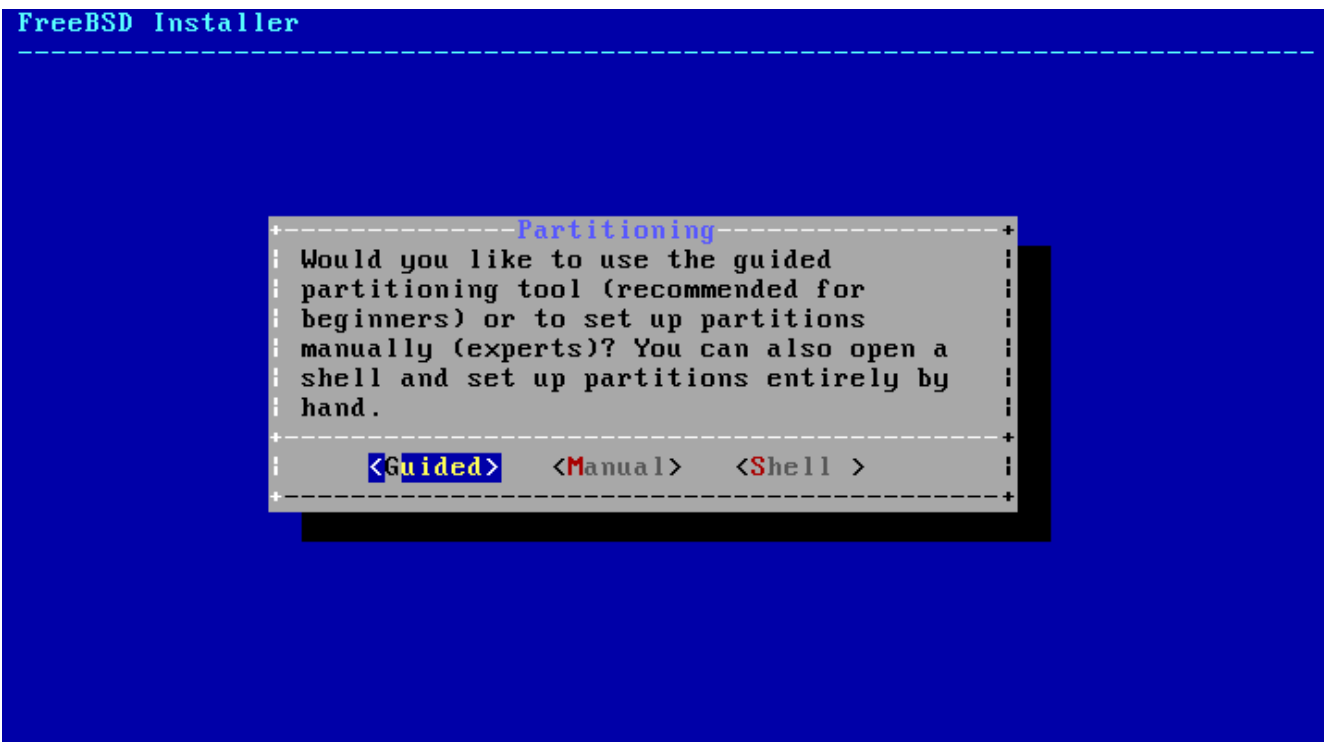 FreeBSD Installer
Partitioning
Would you like to use the guided
partitioning tool (recommended for
beginners) or to set up partitions
manually (experts)? You can also open a
shell and set up partitions entirely by
hand.
<Guided> <Manual> <Shell >